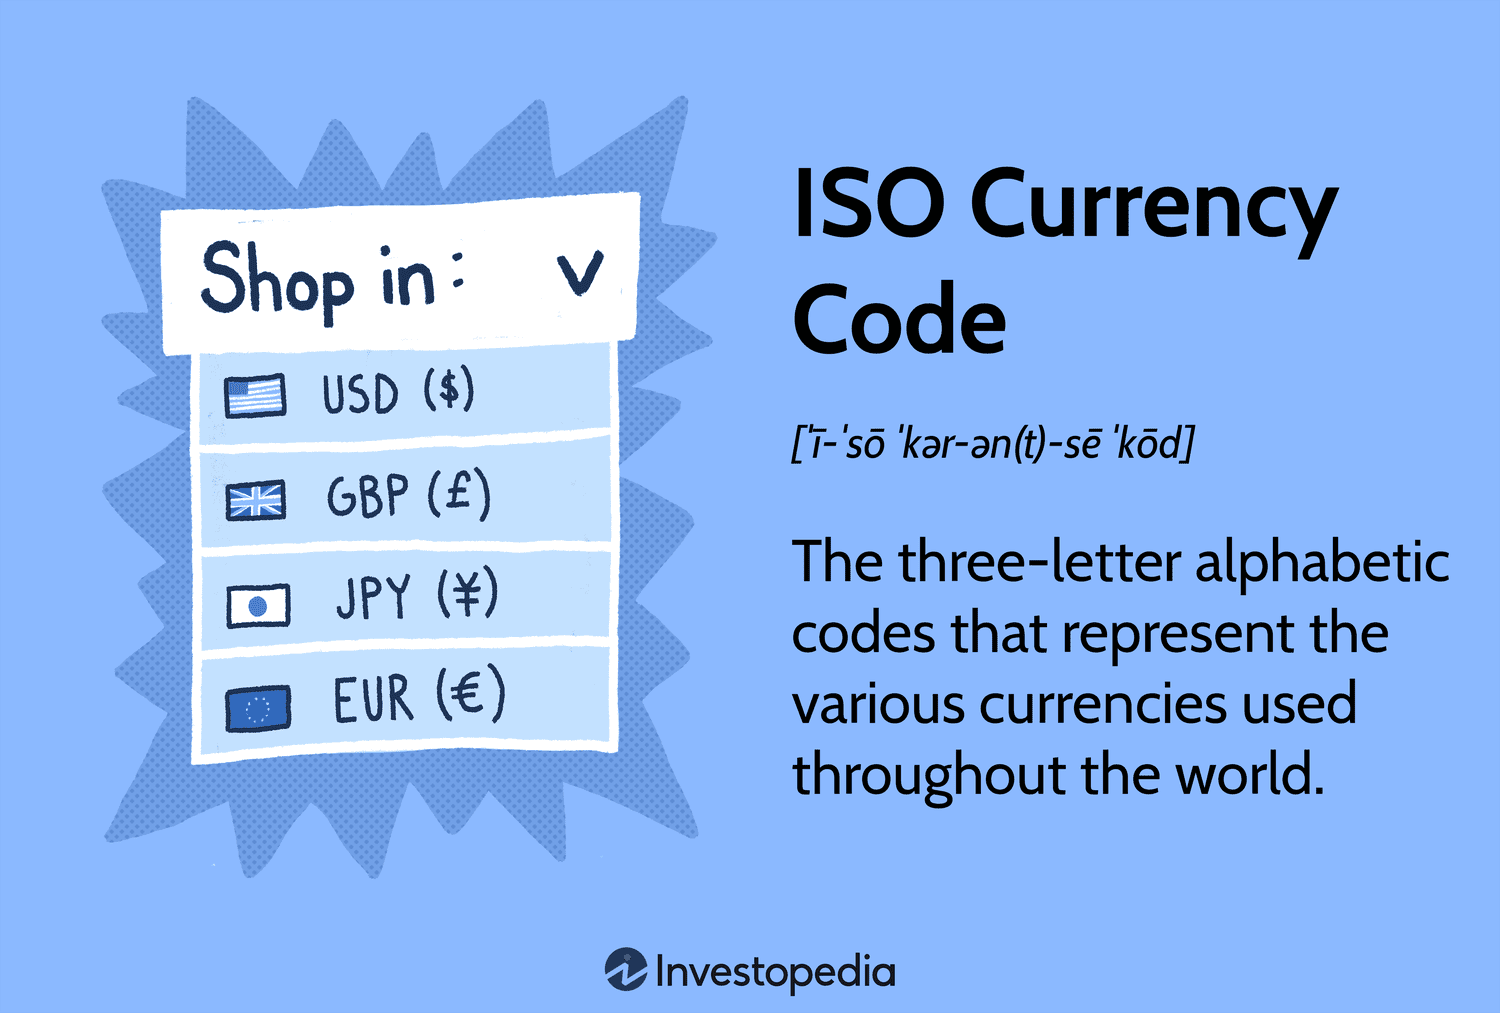 Shop in:
USD ($)
GBP (£)
JPY (¥)
EUR (€)
ISO Currency
Code
[ˈī-ˈsō ˈkər-ən(t)-sē ˈkōd]
The three-letter alphabetic
codes that represent the
various currencies used
throughout the world.
Investopedia